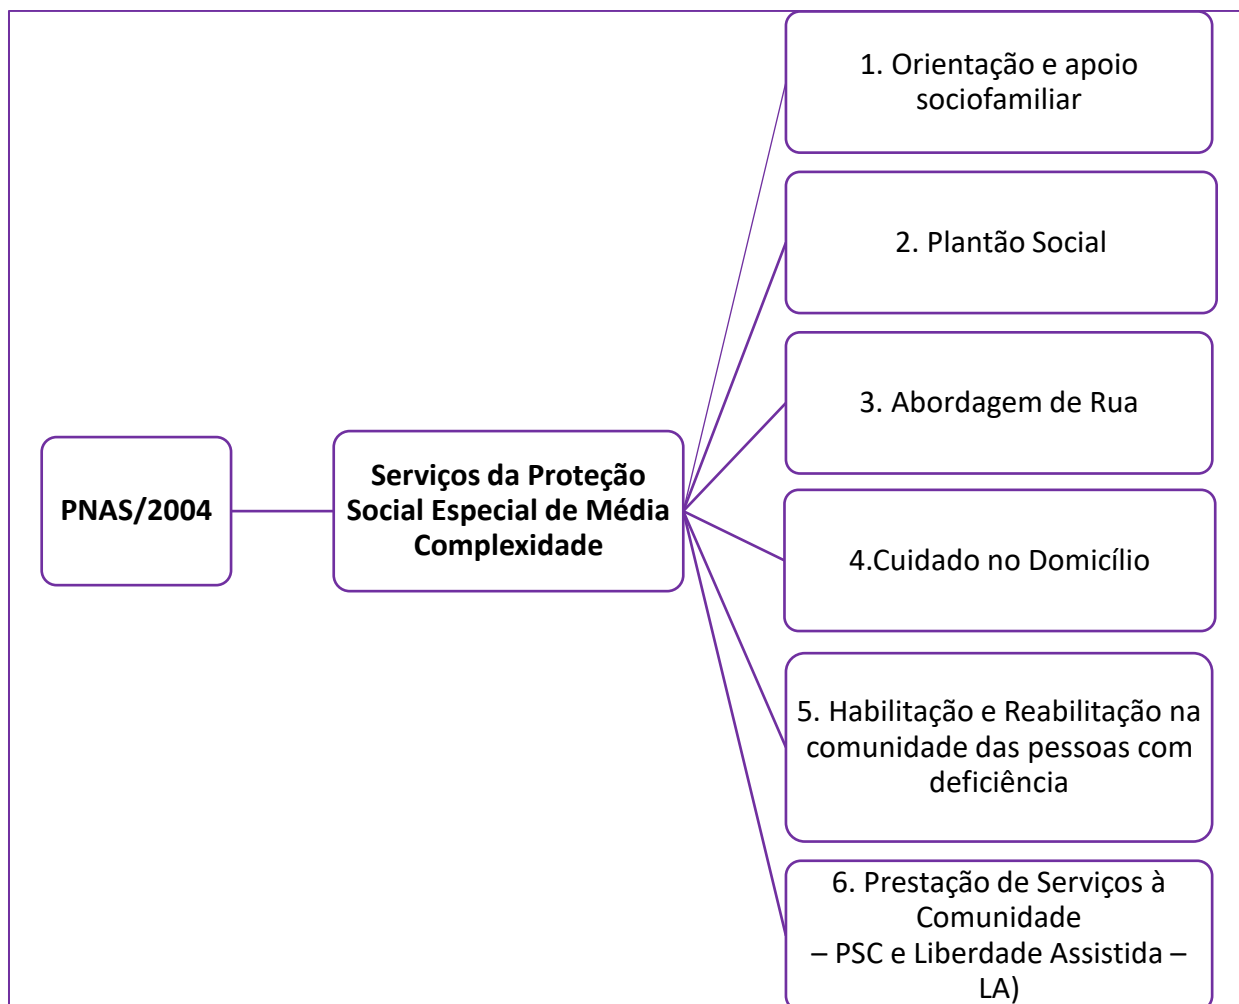 1. Orientação e apoio
sociofamiliar
2. Plantão Social
3. Abordagem de Rua
PNAS/2004
Serviços da Proteção
Social Especial de Média
Complexidade
4.Cuidado no Domicílio
5. Habilitação e Reabilitação na
comunidade das pessoas com
deficiência
6. Prestação de Serviços à
Comunidade
– PSC e Liberdade Assistida –
LA)